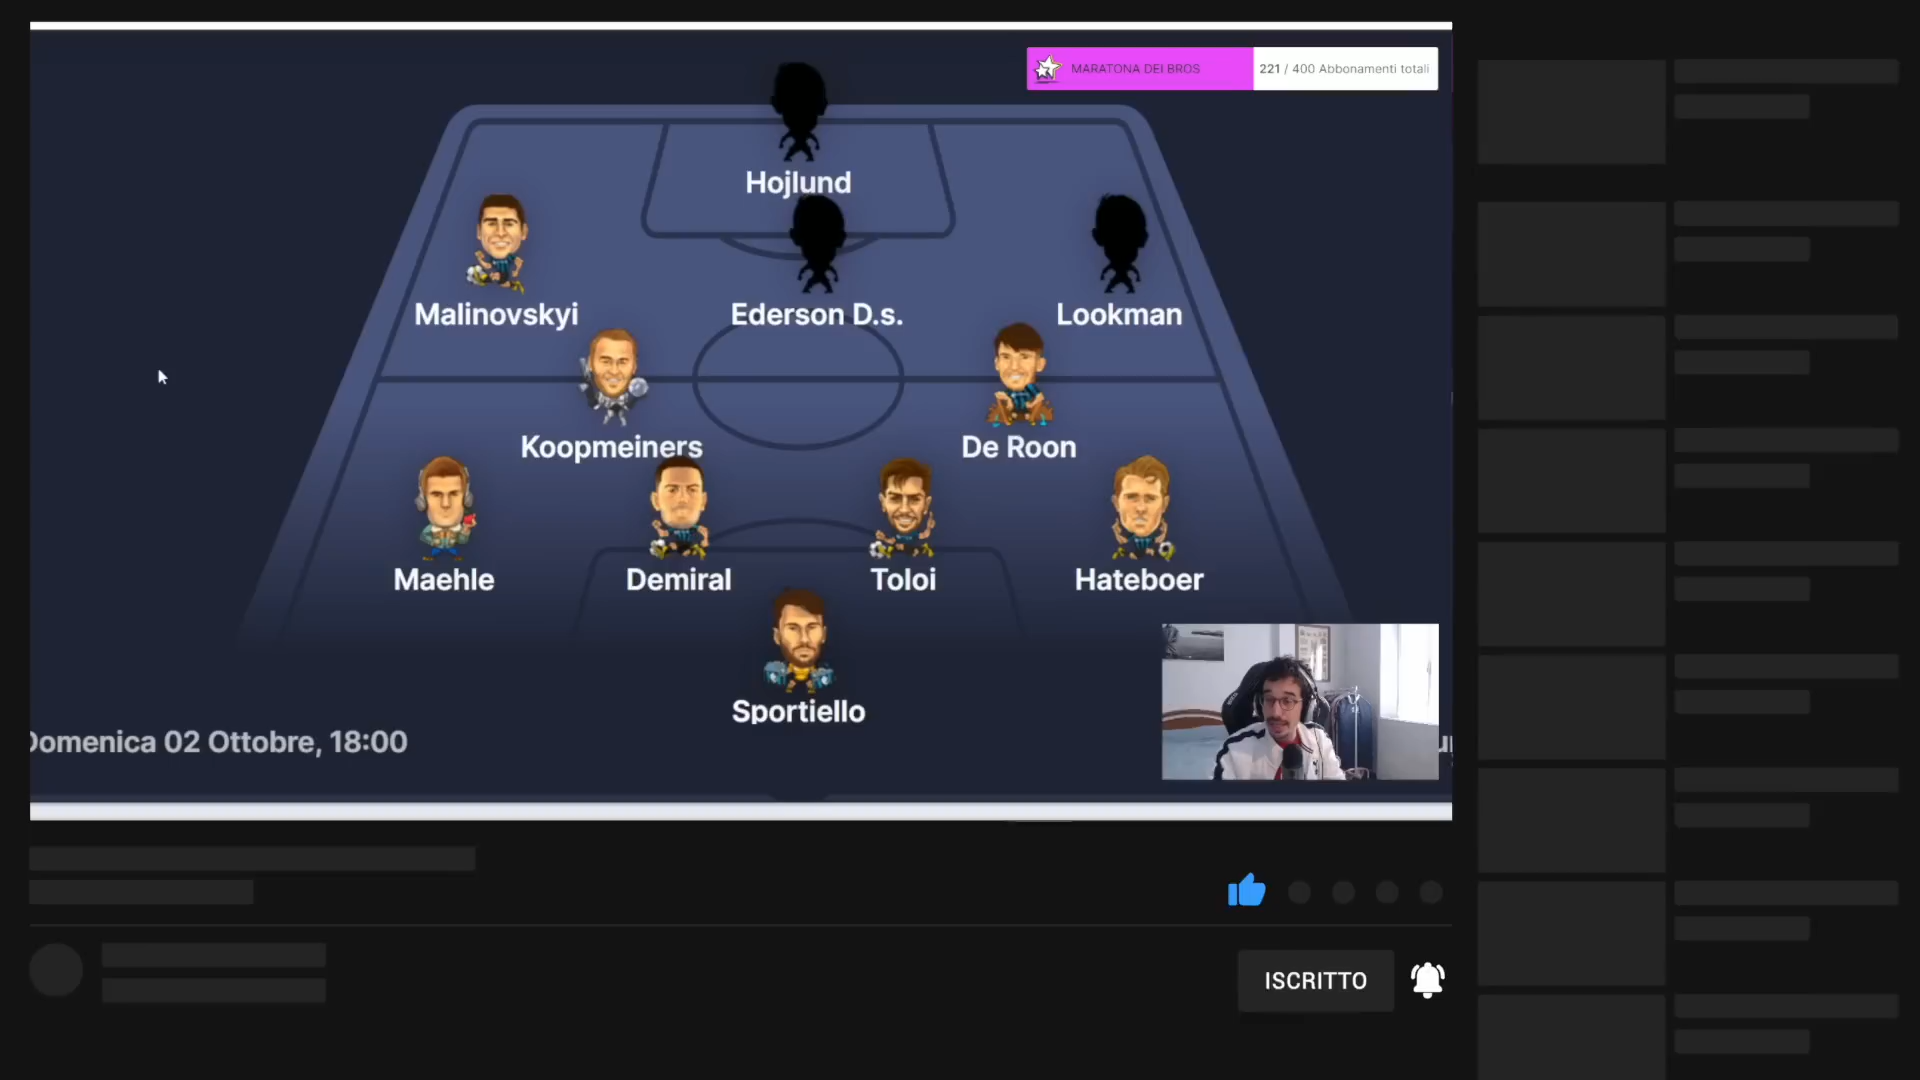 MARATONA DEI BROS
221 / 400 Abbonamenti totali
Hojlund
Malinovskyi
Ederson D.s.
Lookman
Koopmeiners
De Roon
Maehle
Demiral
Toloi
Hateboer
Sportiello
Domenica 02 Ottobre, 18:00
ISCRITTO